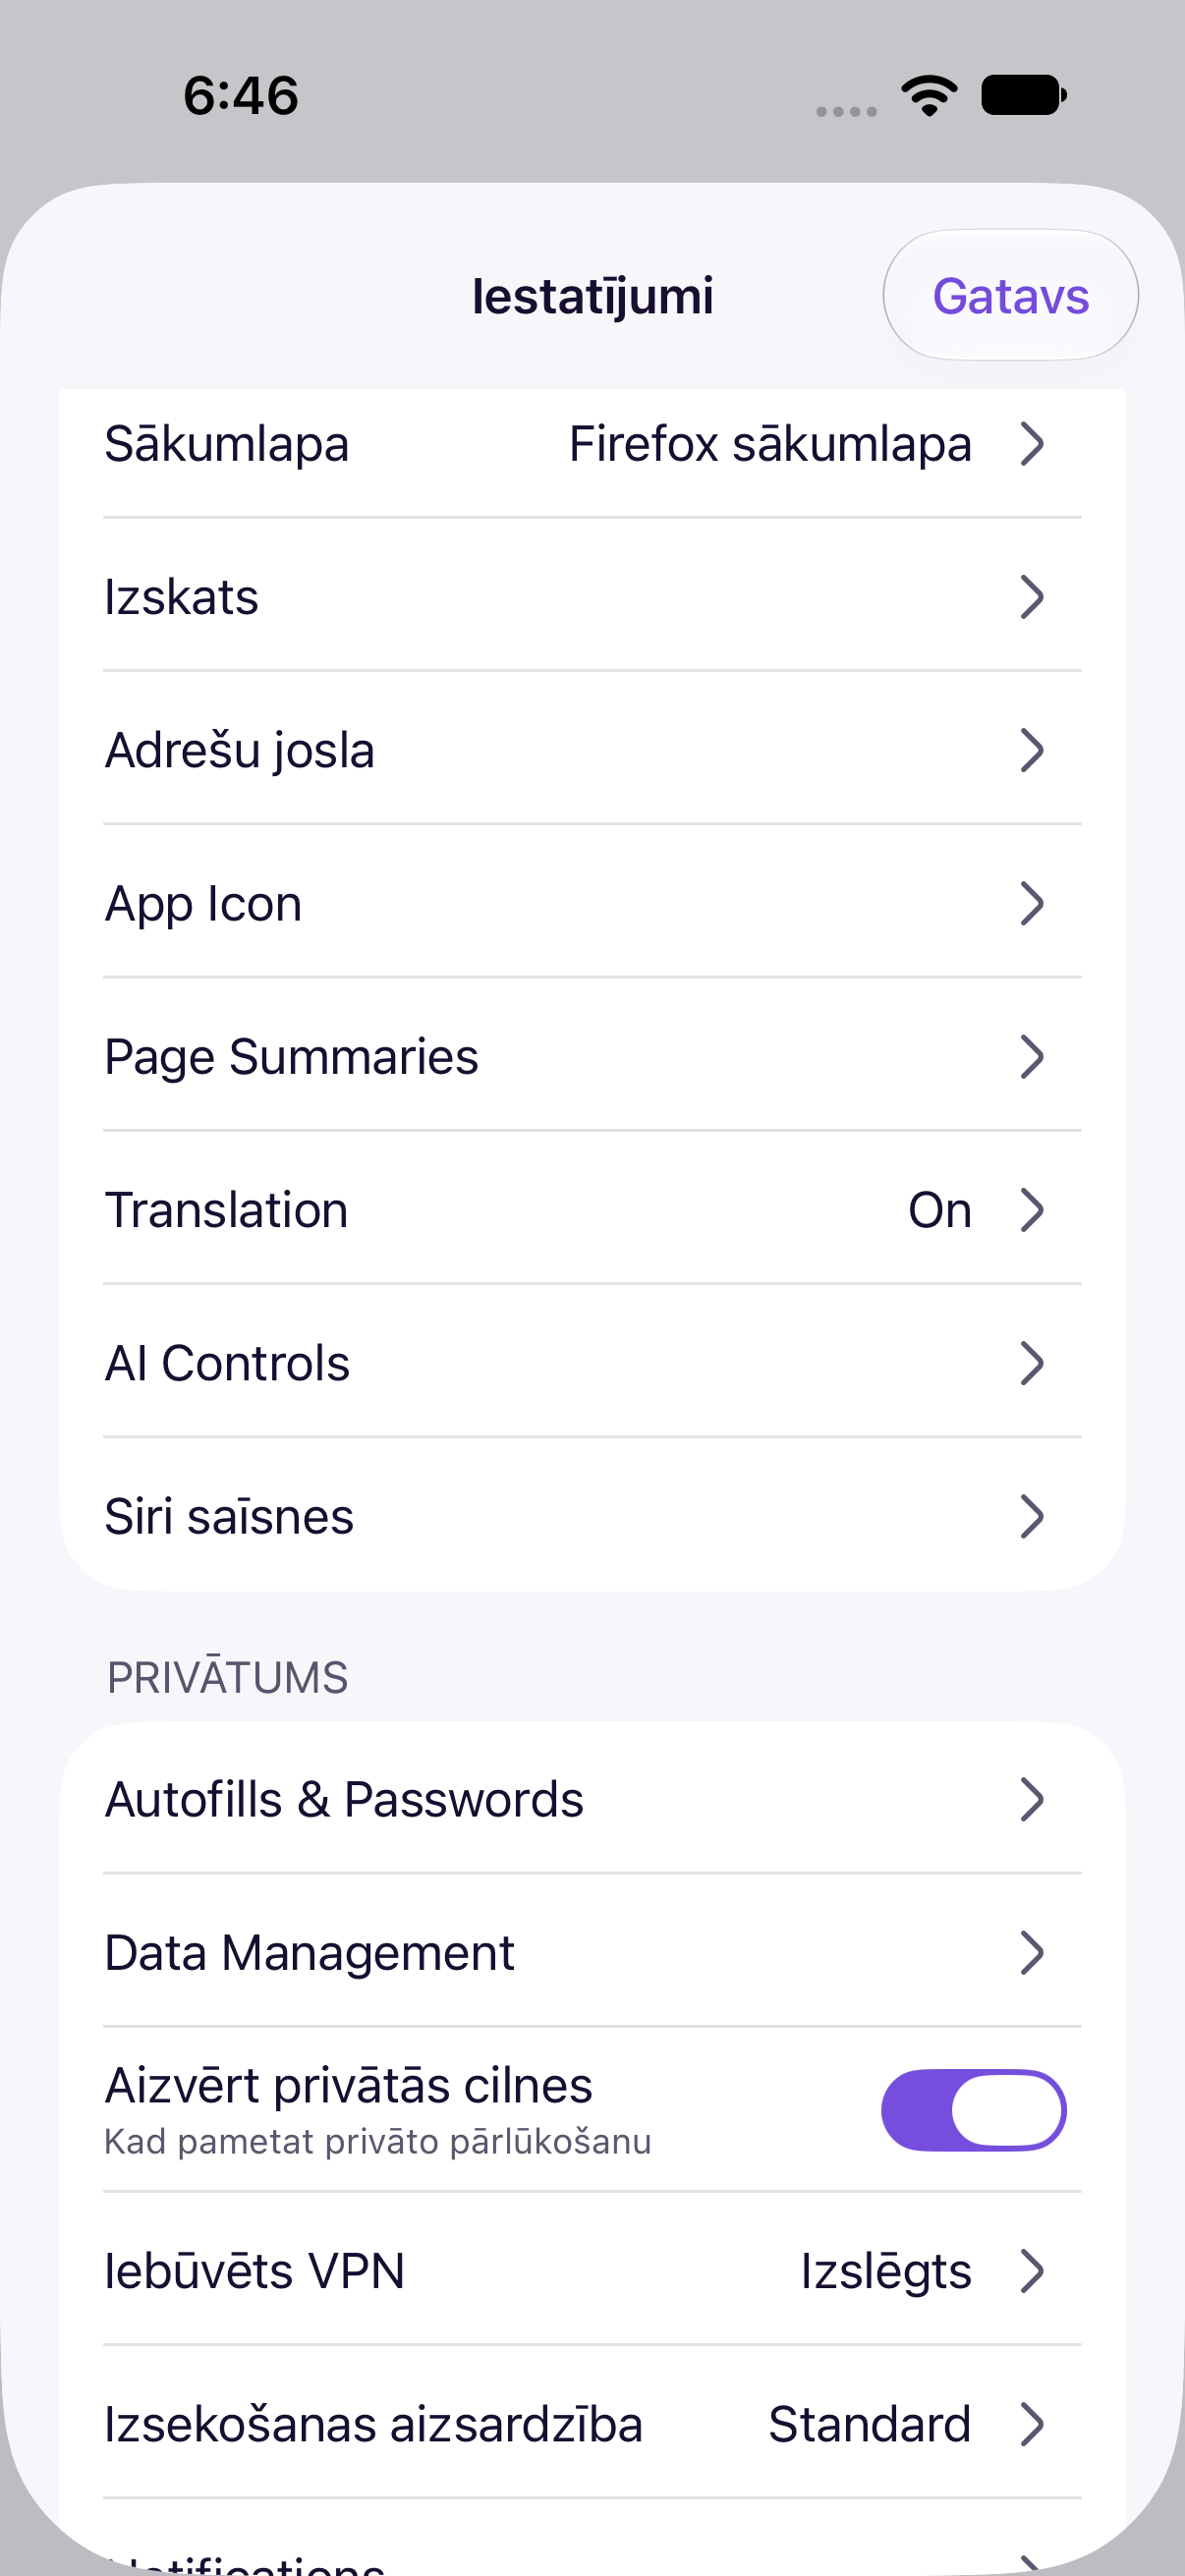 6:46
Iestatījumi
Gatavs
Sākumlapa
Firefox sākumlapa
Izskats
Adrešu josla
App Icon
Page Summaries
Translation
On
AI Controls
Siri saīsnes
PRIVĀTUMS
Autofills & Passwords
Data Management
Aizvērt privātās cilnes
Kad pametat privāto pārlūkošanu
Iebūvēts VPN
Izslēgts
Izsekošanas aizsardzība
Standard
Notifications